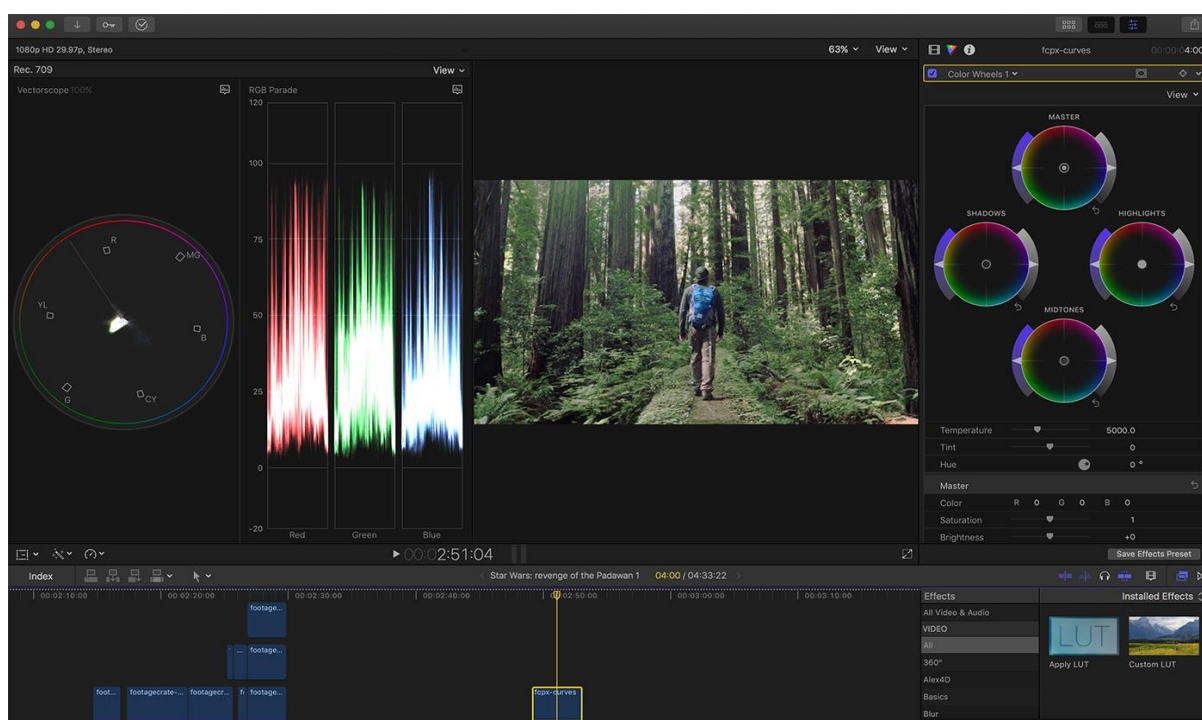 1080p HD 29.97p, Stereo
63% View
fcpx-curves
00:00:04:00
Rec. 709
View
Color Wheels 1
View
Vectorscope 100%
RGB Parade
120
100
75
50
25
0
-20
Red Green Blue
R
MG
YL
B
G
CY
MASTER
SHADOWS
HIGHLIGHTS
MIDTONES
Temperature 5000.0
Tint 0
Hue 0 °
Master
Color R 0 G 0 B 0
Saturation 1
Brightness +0
00:02:51:04
Save Effects Preset
Index
Star Wars: revenge of the Padawan 1 04:00 / 04:33:22
00:02:10:00
00:02:20:00
00:02:30:00
00:02:40:00
00:02:50:00
00:03:00:00
00:03:10:00
footage...
... footage...
foot... footagecrate-... footagecr... f footage...
fcpx-curves
Effects
Installed Effects
All Video & Audio
VIDEO
All
360°
Alex4D
Basics
Blur
LUT
Apply LUT
Custom LUT